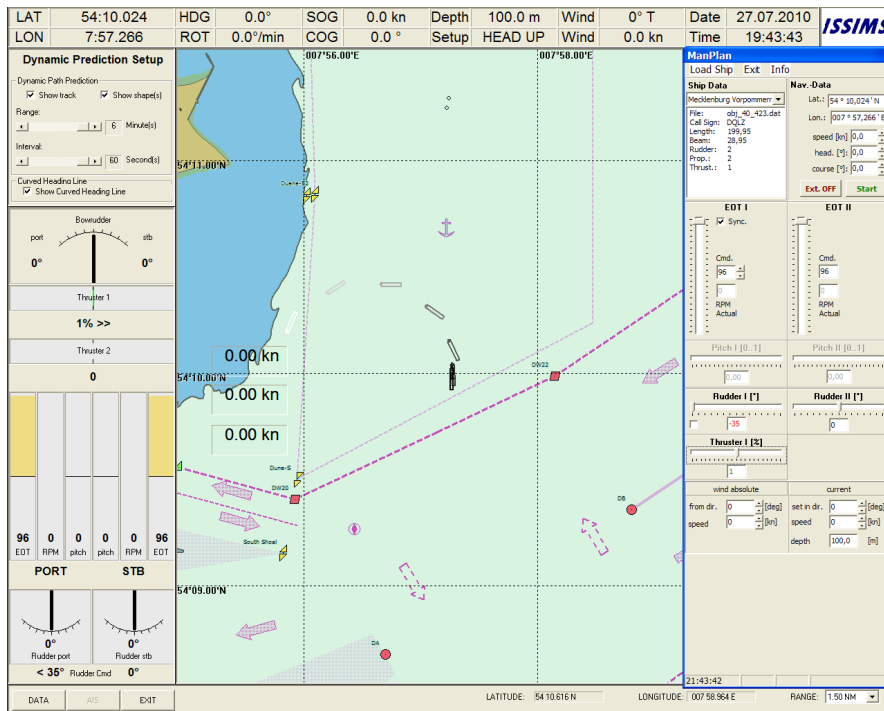 LAT 54:10.024 HDG 0.0° SOG 0.0 kn Depth 100.0 m Wind 0° T Date 27.07.2010
LON 7:57.266 ROT 0.0°/min COG 0.0 ° Setup HEAD UP Wind 0.0 kn Time 19:43:43
ISSIMS
Dynamic Prediction Setup
Dynamic Path Prediction
Show track Show shape(s)
Range:
6 Minute(s)
Interval:
60 Second(s)
Curved Heading Line
Show Curved Heading Line
Bowrudder
port stb
0° 0°
Thruster 1
1% >>
Thruster 2
0
96 0 0 0 0 96
EOT RPM pitch pitch RPM EOT
PORT STB
0° 0°
Rudder port Rudder stb
< 35° Rudder Cmd 0°
DATA AIS EXIT
007°56.00'E 007°58.00'E
54°11.00'N
Duene-S2
0.00 kn
54°10.00'N
0.00 kn
0.00 kn
DW22
Dune-S
DW20
DB
South Shoal
54°09.00'N
DA
ManPlan
Load Ship Exit Info
Ship Data
Mecklenburg Vorpommerr
File: obj_40_423.dat
Call Sign: DQLZ
Length: 199,95
Beam: 28,95
Rudder: 2
Prop.: 2
Thrust.: 1
Nav.-Data
Lat.: 54 ° 10,024' N
Lon.: 007 ° 57,266' E
speed [kn] 0,0
head. [°]: 0,0
course [°]: 0,0
Ext. OFF Start
EOT I EOT II
Sync.
Cmd. Cmd.
96 96
0 0
RPM RPM
Actual Actual
Pitch I [0..1] Pitch II [0..1]
0,00 0,00
Rudder I [°] Rudder II [°]
-35 0
Thruster I [%]
1
wind absolute current
from dir. 0 [deg] set in dir. 0 [deg]
speed 0 [kn] speed 0 [kn]
depth 100,0 [m]
21:43:42
LATITUDE: 54 10.616 N LONGITUDE: 007 58.964 E RANGE: 1.50 NM